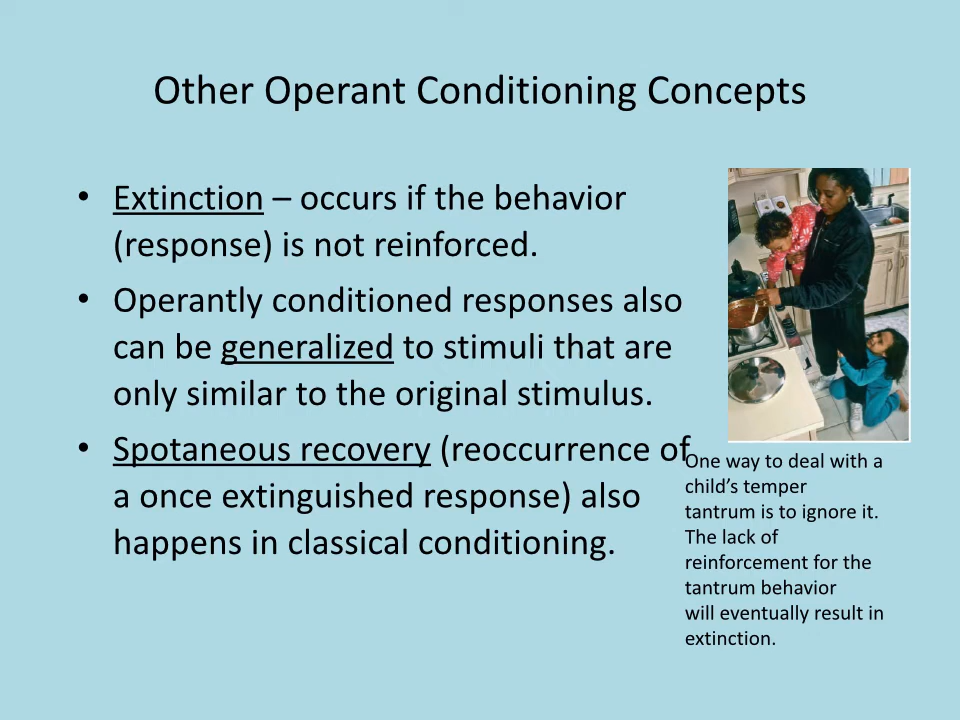 Other Operant Conditioning Concepts
• Extinction – occurs if the behavior
(response) is not reinforced.
• Operantly conditioned responses also
can be generalized to stimuli that are
only similar to the original stimulus.
• Spotaneous recovery (reoccurrence of
a once extinguished response) also
happens in classical conditioning.
One way to deal with a
child’s temper
tantrum is to ignore it.
The lack of
reinforcement for the
tantrum behavior
will eventually result in
extinction.